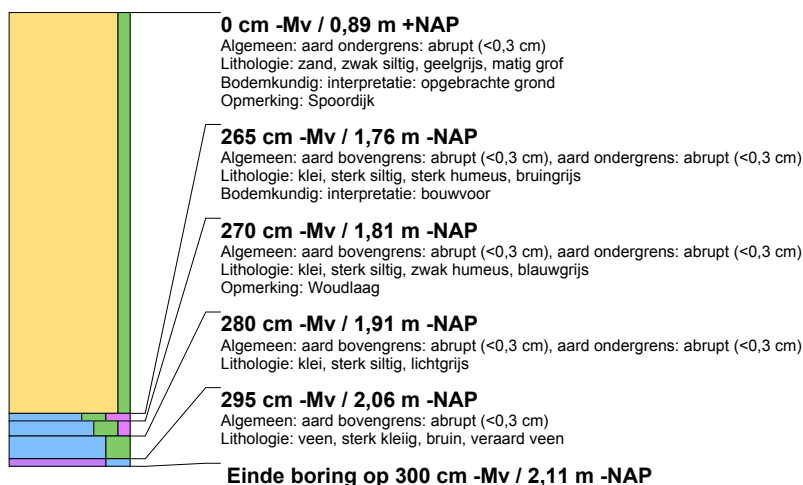 0 cm -Mv / 0,89 m +NAP
Algemeen: aard ondergrens: abrupt (<0,3 cm)
Lithologie: zand, zwak siltig, geelgrijs, matig grof
Bodemkundig: interpretatie: opgebrachte grond
Opmerking: Spoordijk
265 cm -Mv / 1,76 m -NAP
Algemeen: aard bovengrens: abrupt (<0,3 cm), aard ondergrens: abrupt (<0,3 cm)
Lithologie: klei, sterk siltig, sterk humeus, bruingrijs
Bodemkundig: interpretatie: bouwvoor
270 cm -Mv / 1,81 m -NAP
Algemeen: aard bovengrens: abrupt (<0,3 cm), aard ondergrens: abrupt (<0,3 cm)
Lithologie: klei, sterk siltig, zwak humeus, blauwgrijs
Opmerking: Woudlaag
280 cm -Mv / 1,91 m -NAP
Algemeen: aard bovengrens: abrupt (<0,3 cm), aard ondergrens: abrupt (<0,3 cm)
Lithologie: klei, sterk siltig, lichtgrijs
295 cm -Mv / 2,06 m -NAP
Algemeen: aard bovengrens: abrupt (<0,3 cm)
Lithologie: veen, sterk kleiig, bruin, veraard veen
Einde boring op 300 cm -Mv / 2,11 m -NAP